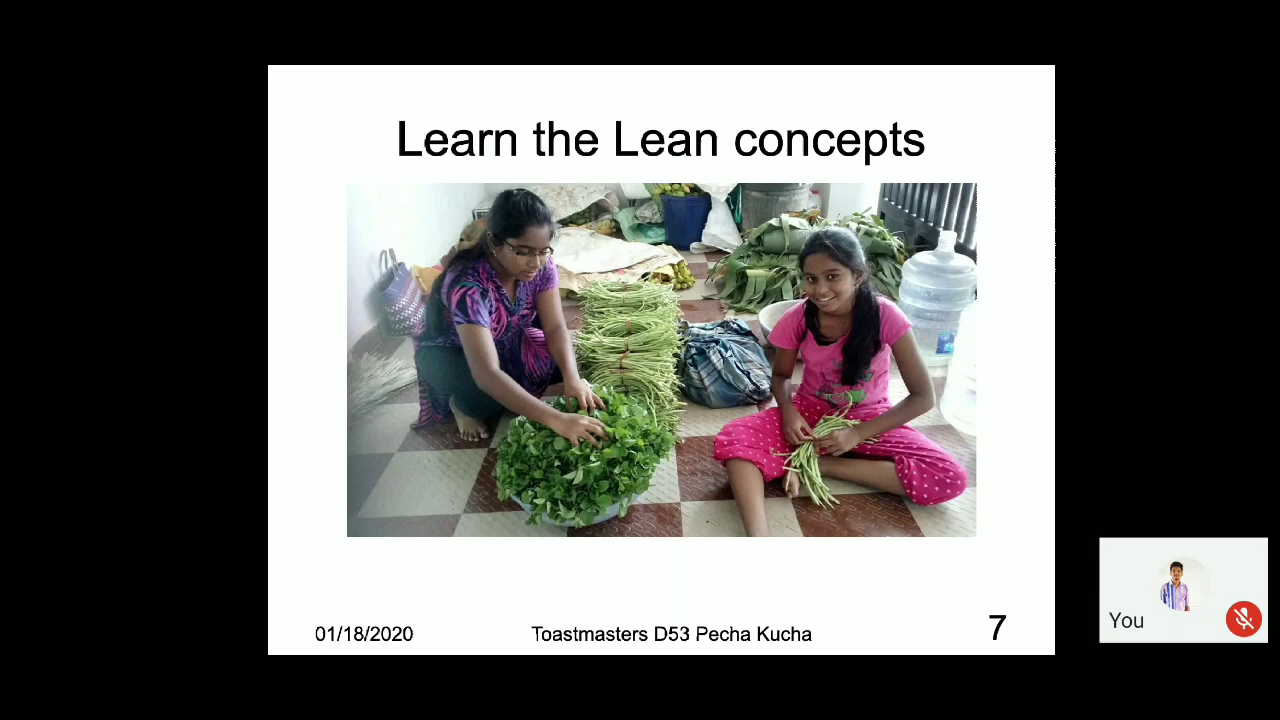 Learn the Lean concepts
01/18/2020
Toastmasters D53 Pecha Kucha
7
You